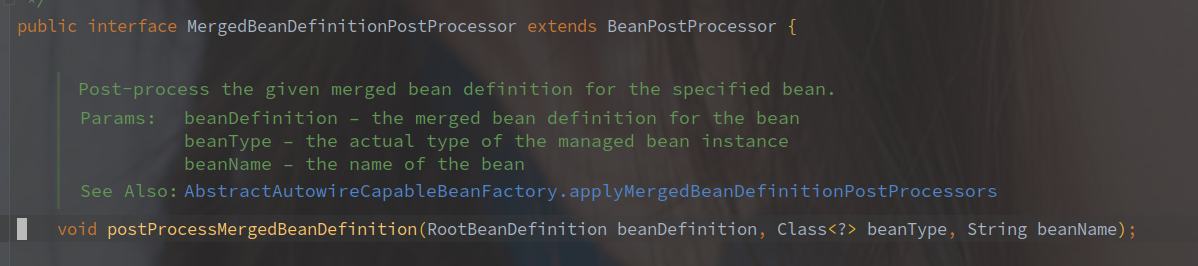 */
public interface MergedBeanDefinitionPostProcessor extends BeanPostProcessor {
Post-process the given merged bean definition for the specified bean.
Params: beanDefinition – the merged bean definition for the bean
beanType – the actual type of the managed bean instance
beanName – the name of the bean
See Also: AbstractAutowireCapableBeanFactory.applyMergedBeanDefinitionPostProcessors
void postProcessMergedBeanDefinition(RootBeanDefinition beanDefinition, Class<?> beanType, String beanName);